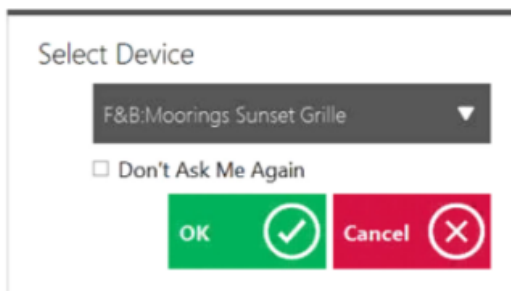 Select Device
F&B:Moorings Sunset Grille
Don't Ask Me Again
OK
Cancel